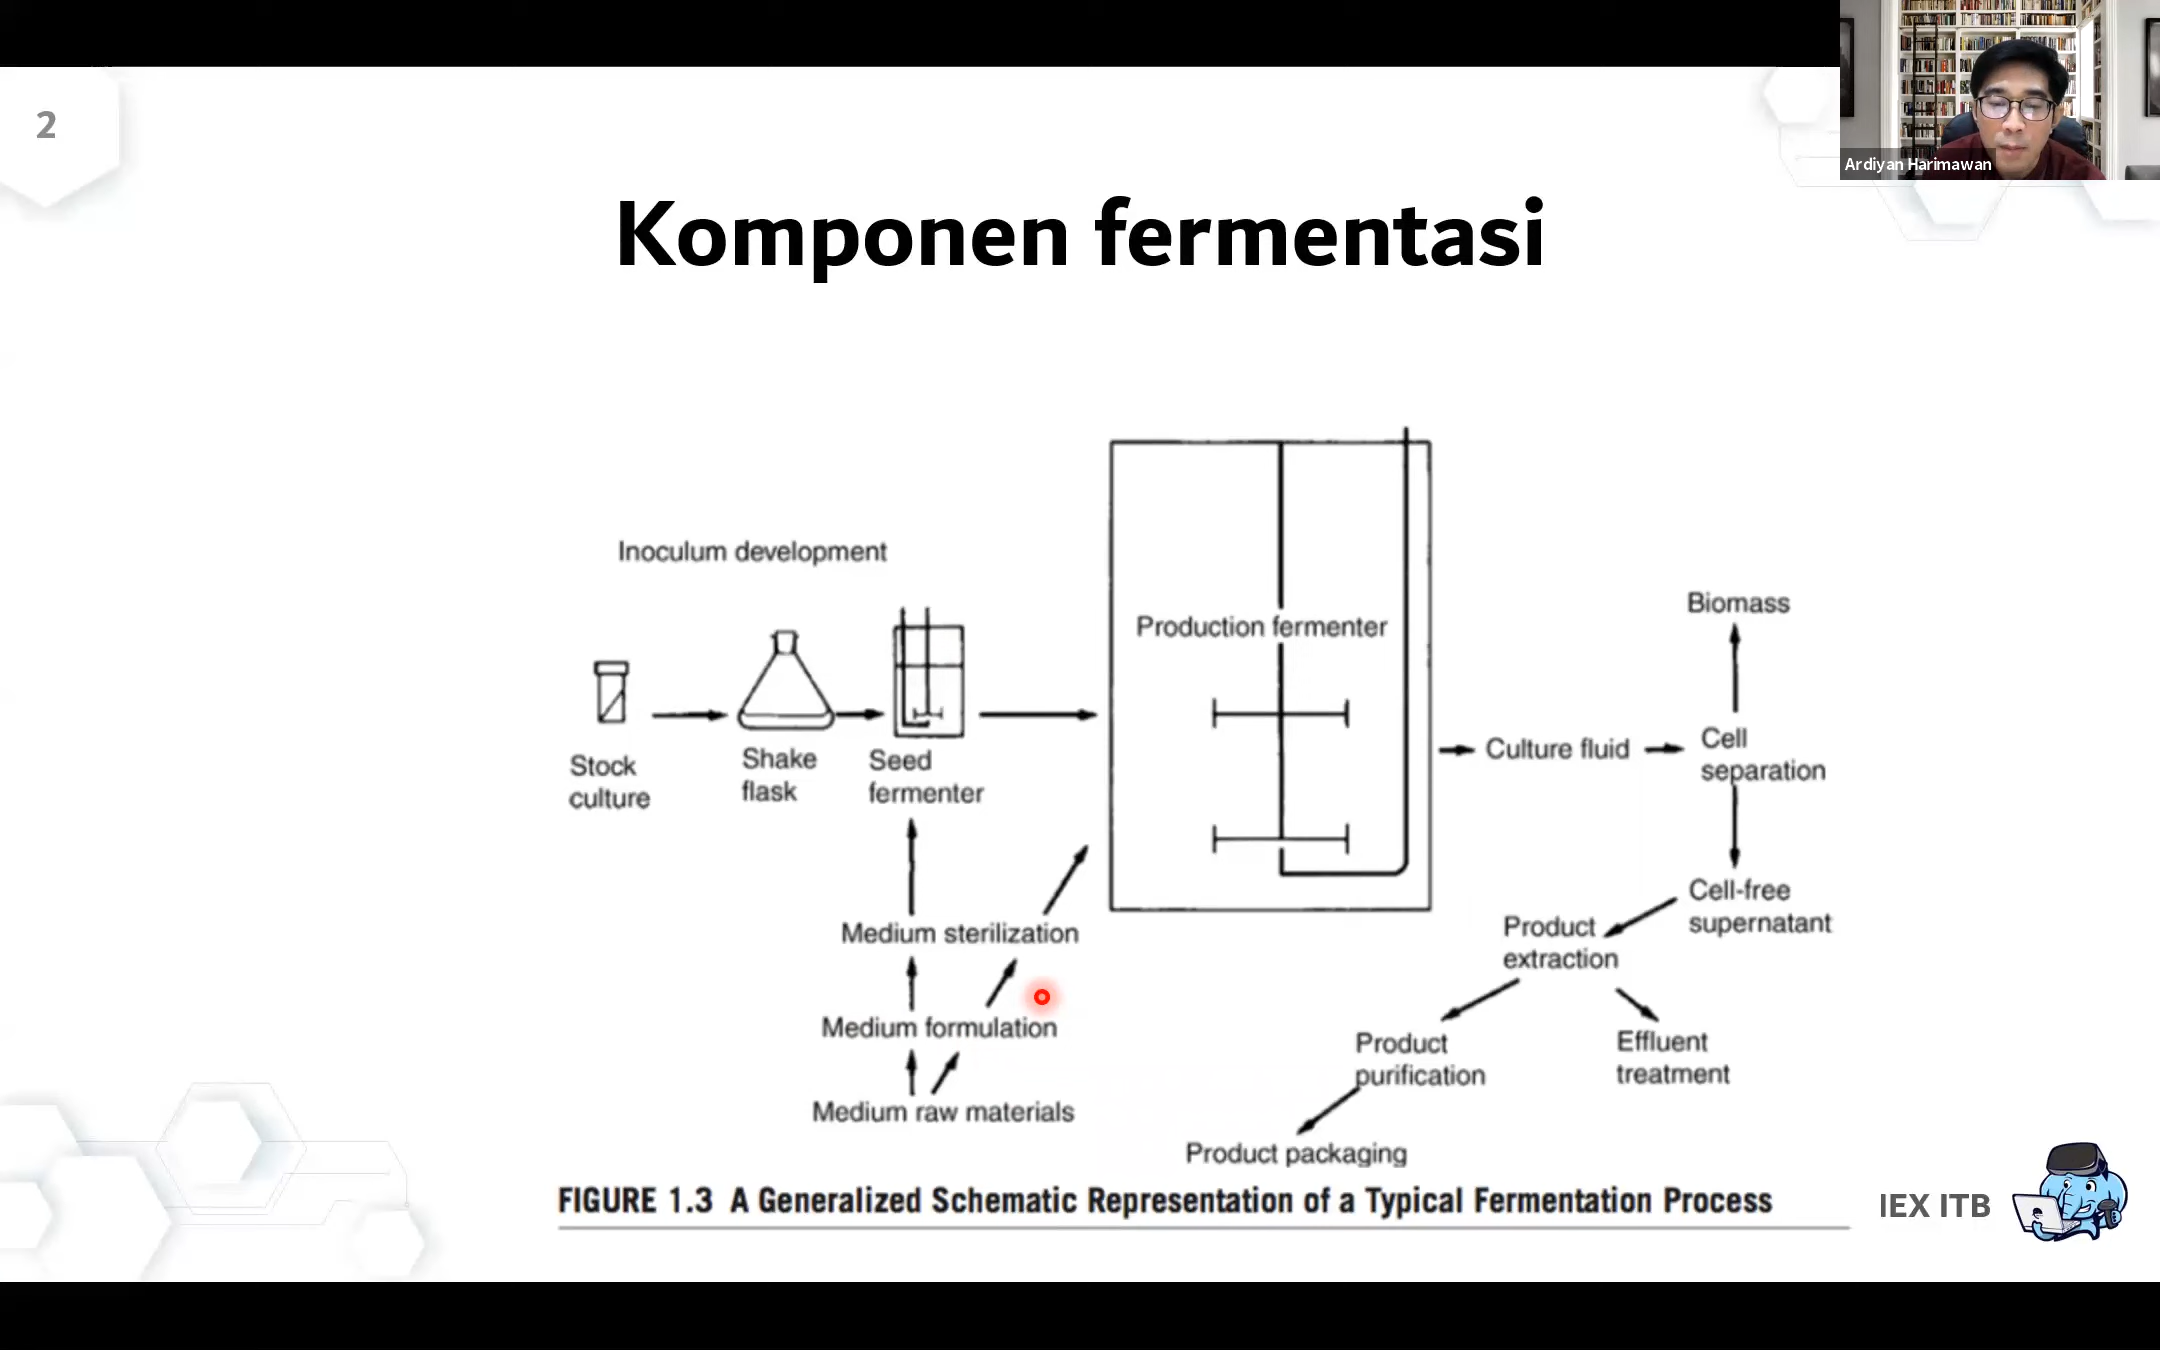 2
Ardiyan Harimawan
Komponen fermentasi
Inoculum development
Production fermenter
Stock
culture
Shake
flask
Seed
fermenter
Medium sterilization
Medium formulation
Medium raw materials
Culture fluid
Biomass
Cell
separation
Cell-free
supernatant
Product
extraction
Product
purification
Effluent
treatment
Product packaging
FIGURE 1.3 A Generalized Schematic Representation of a Typical Fermentation Process
IEX ITB